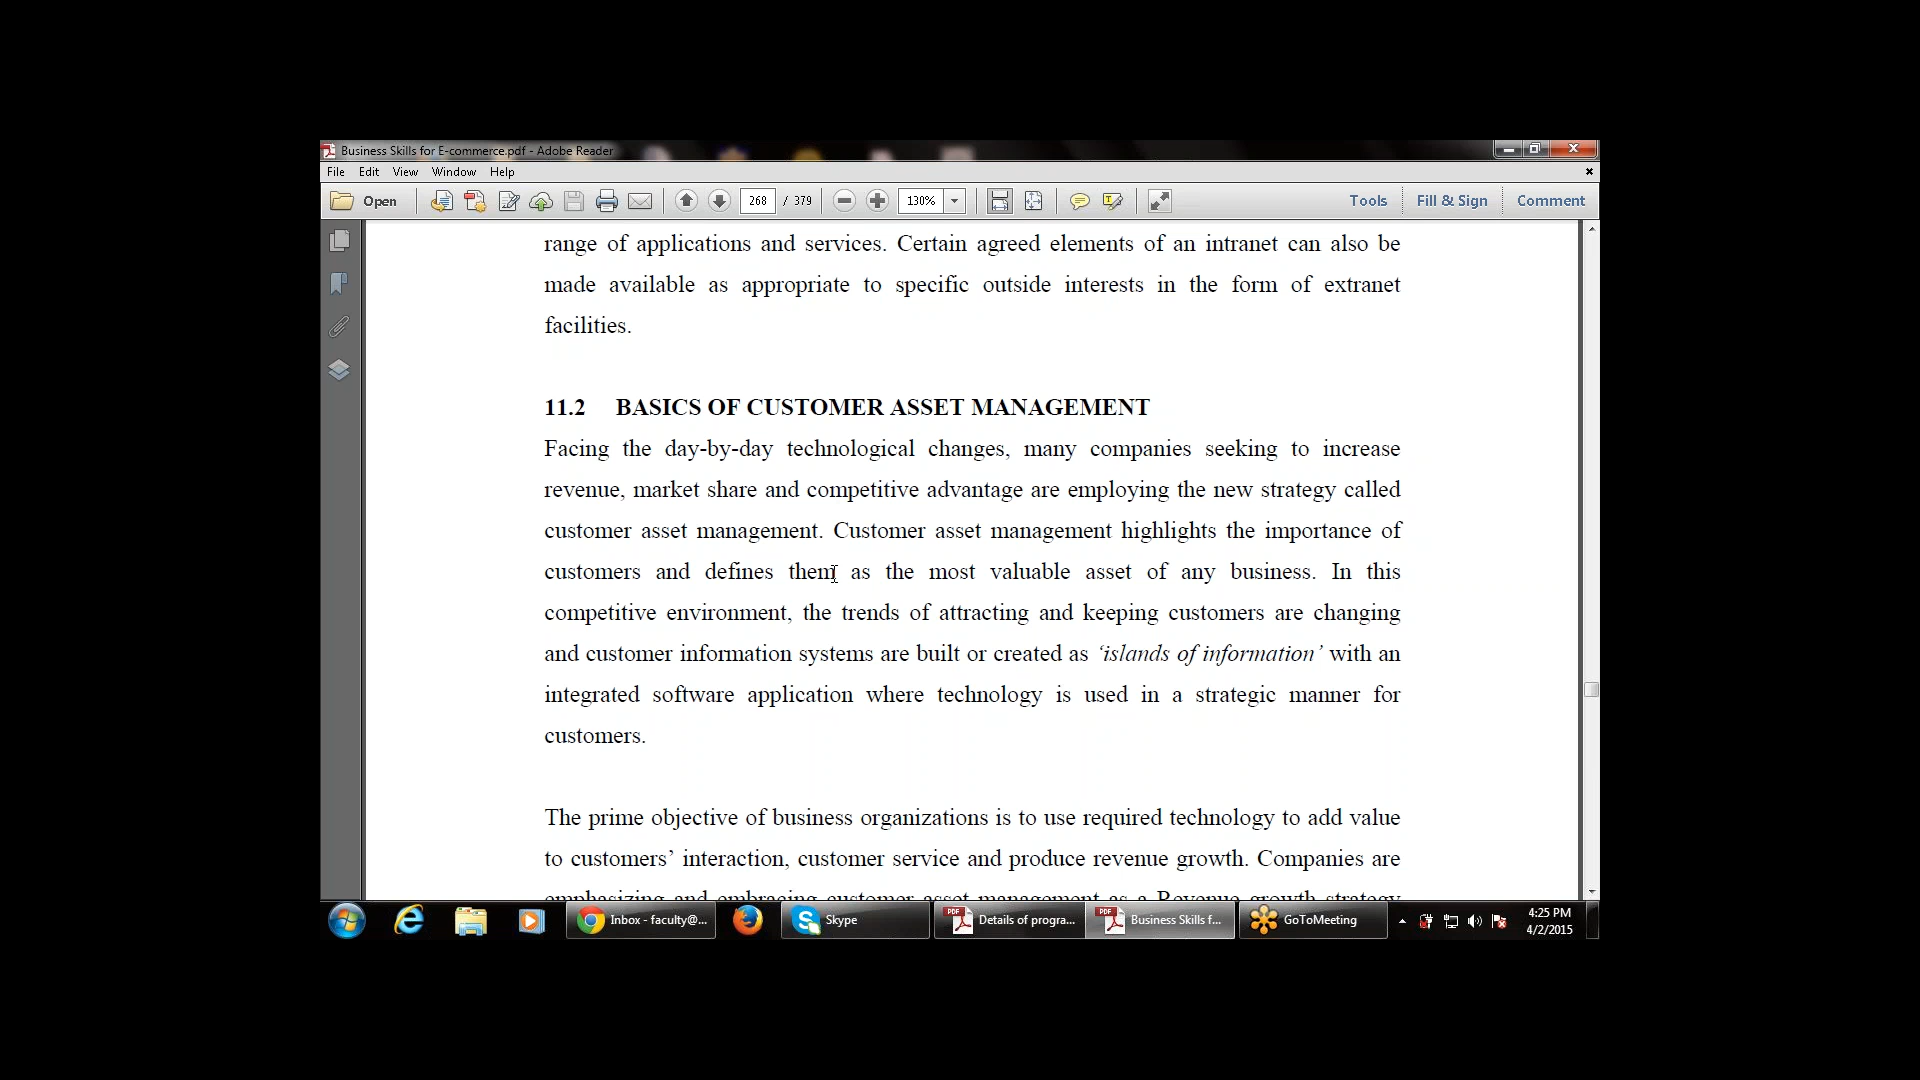 Business Skills for E-commerce.pdf - Adobe Reader
File Edit View Window Help
Open 268 / 379 130% Tools Fill & Sign Comment
range of applications and services. Certain agreed elements of an intranet can also be
made available as appropriate to specific outside interests in the form of extranet
facilities.
11.2 BASICS OF CUSTOMER ASSET MANAGEMENT
Facing the day-by-day technological changes, many companies seeking to increase
revenue, market share and competitive advantage are employing the new strategy called
customer asset management. Customer asset management highlights the importance of
customers and defines them as the most valuable asset of any business. In this
competitive environment, the trends of attracting and keeping customers are changing
and customer information systems are built or created as ‘islands of information’ with an
integrated software application where technology is used in a strategic manner for
customers.
The prime objective of business organizations is to use required technology to add value
to customers’ interaction, customer service and produce revenue growth. Companies are
emphasizing and embracing customer asset management as a Revenue growth strategy
Inbox - faculty@... Skype Details of progra... Business Skills f... GoToMeeting 4:25 PM
4/2/2015